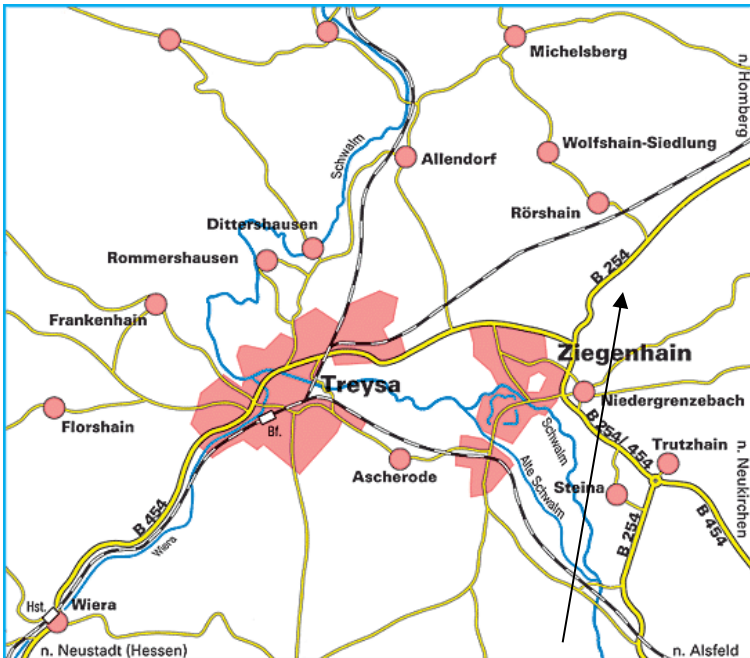 Michelsberg
n. Homberg
Wolfshain-Siedlung
Schwalm
Allendorf
Rörshain
Dittershausen
Rommershausen
B 254
Frankenhain
Ziegenhain
Treysa
Niedergrenzebach
Florshain
Bf.
B 254/ 454
Trutzhain
n. Neukirchen
Ascherode
Schwalm
Alte Schwalm
Steina
B 454
Wiera
B 254
B 454
Hst.
Wiera
n. Neustadt (Hessen)
n. Alsfeld